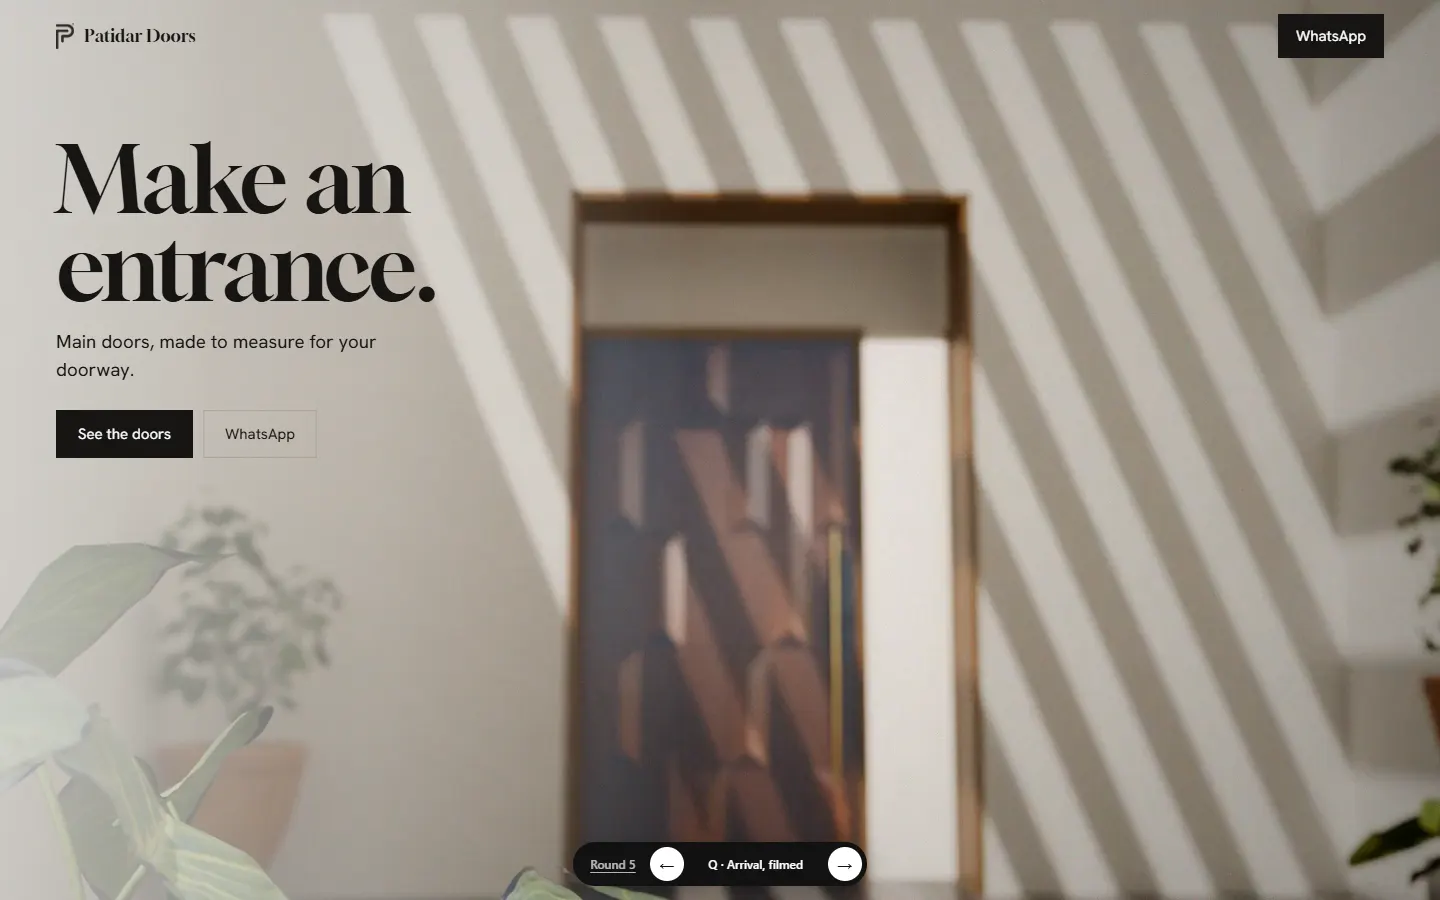 Patidar Doors
WhatsApp
Make an
entrance.
Main doors, made to measure for your
doorway.
See the doors
WhatsApp
Round 5
←
Q · Arrival, filmed
→